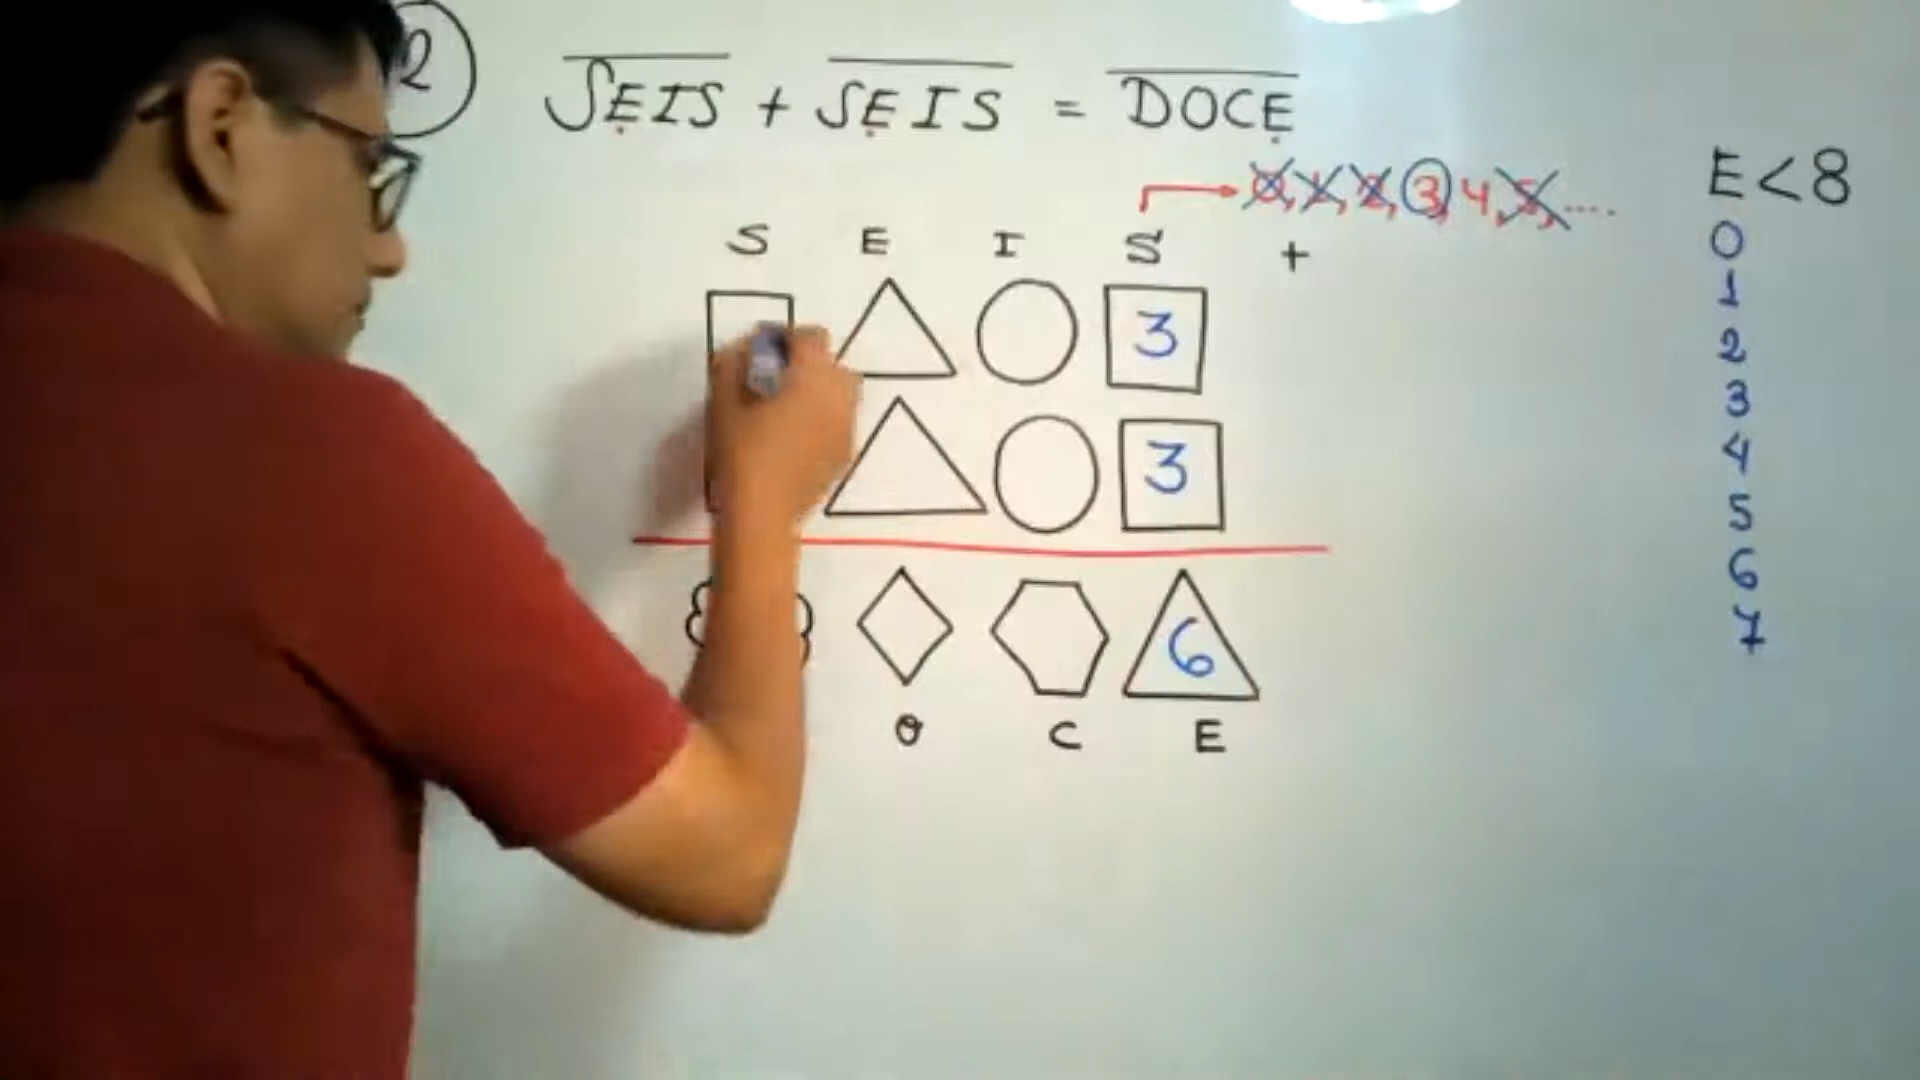 2
SEIS + SEIS = DOCE
E < 8
0, 1, 2, 3, 4, 5, ....
S E I S +
3
3
6
O C E
0
1
2
3
4
5
6
7